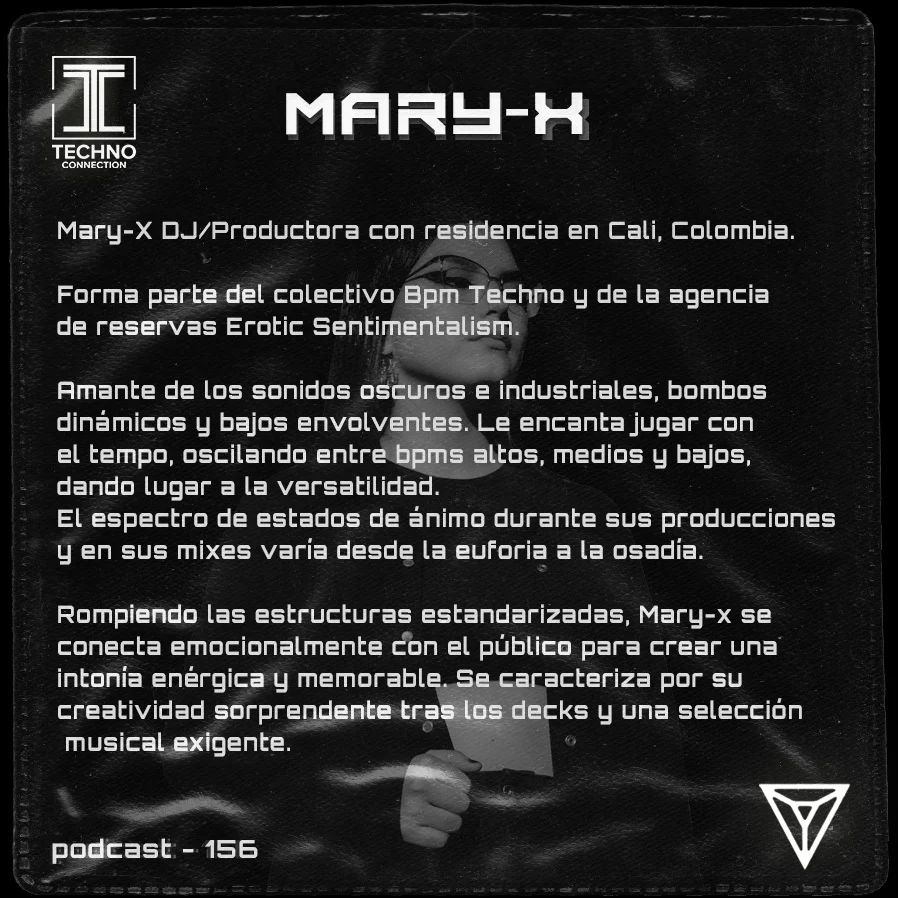 TECHNO
CONNECTION
MARY-X
Mary-X DJ/Productora con residencia en Cali, Colombia.
Forma parte del colectivo Bpm Techno y de la agencia
de reservas Erotic Sentimentalism.
Amante de los sonidos oscuros e industriales, bombos
dinámicos y bajos envolventes. Le encanta jugar con
el tempo, oscilando entre bpms altos, medios y bajos,
dando lugar a la versatilidad.
El espectro de estados de ánimo durante sus producciones
y en sus mixes varía desde la euforia a la osadía.
Rompiendo las estructuras estandarizadas, Mary-x se
conecta emocionalmente con el público para crear una
intonía enérgica y memorable. Se caracteriza por su
creatividad sorprendente tras los decks y una selección
musical exigente.
podcast - 156